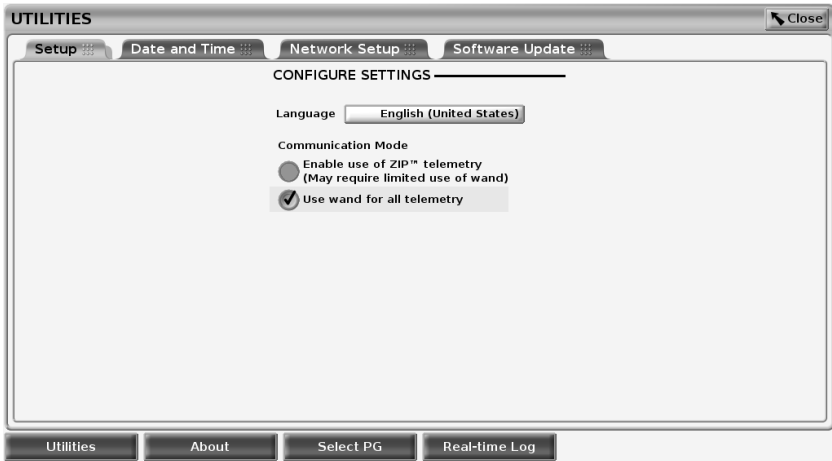 UTILITIES
Close
Setup
Date and Time
Network Setup
Software Update
CONFIGURE SETTINGS
Language
English (United States)
Communication Mode
Enable use of ZIP™ telemetry
(May require limited use of wand)
Use wand for all telemetry
Utilities
About
Select PG
Real-time Log